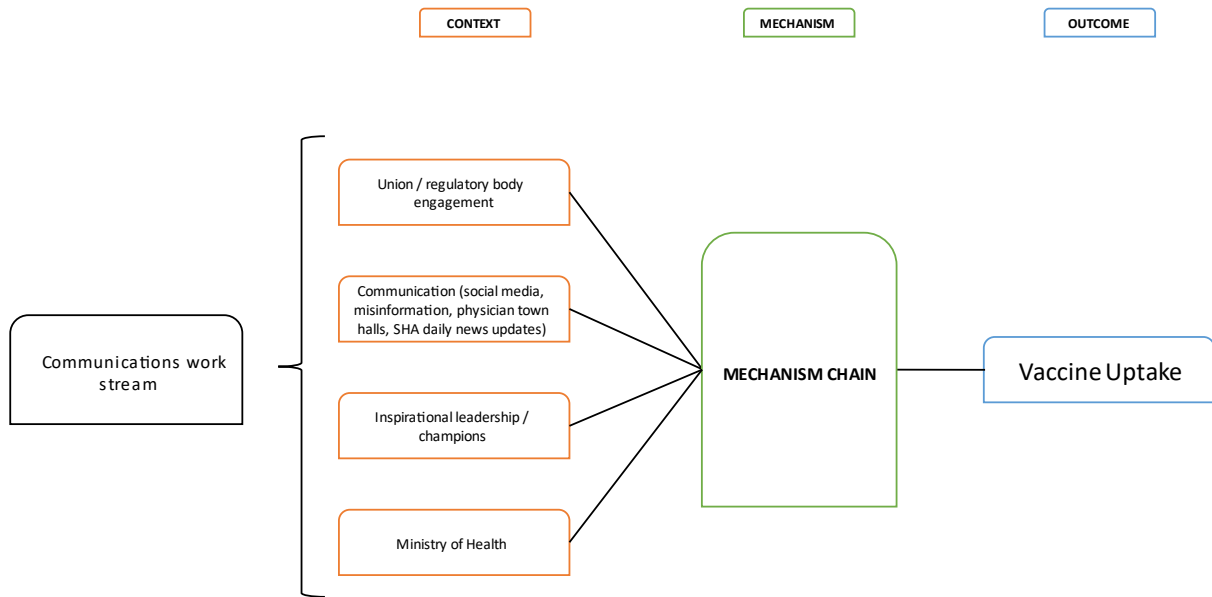 CONTEXT
MECHANISM
OUTCOME
Union / regulatory body
engagement
Communication (social media,
misinformation, physician town
halls, SHA daily news updates)
Communications work
stream
MECHANISM CHAIN
Vaccine Uptake
Inspirational leadership /
champions
Ministry of Health